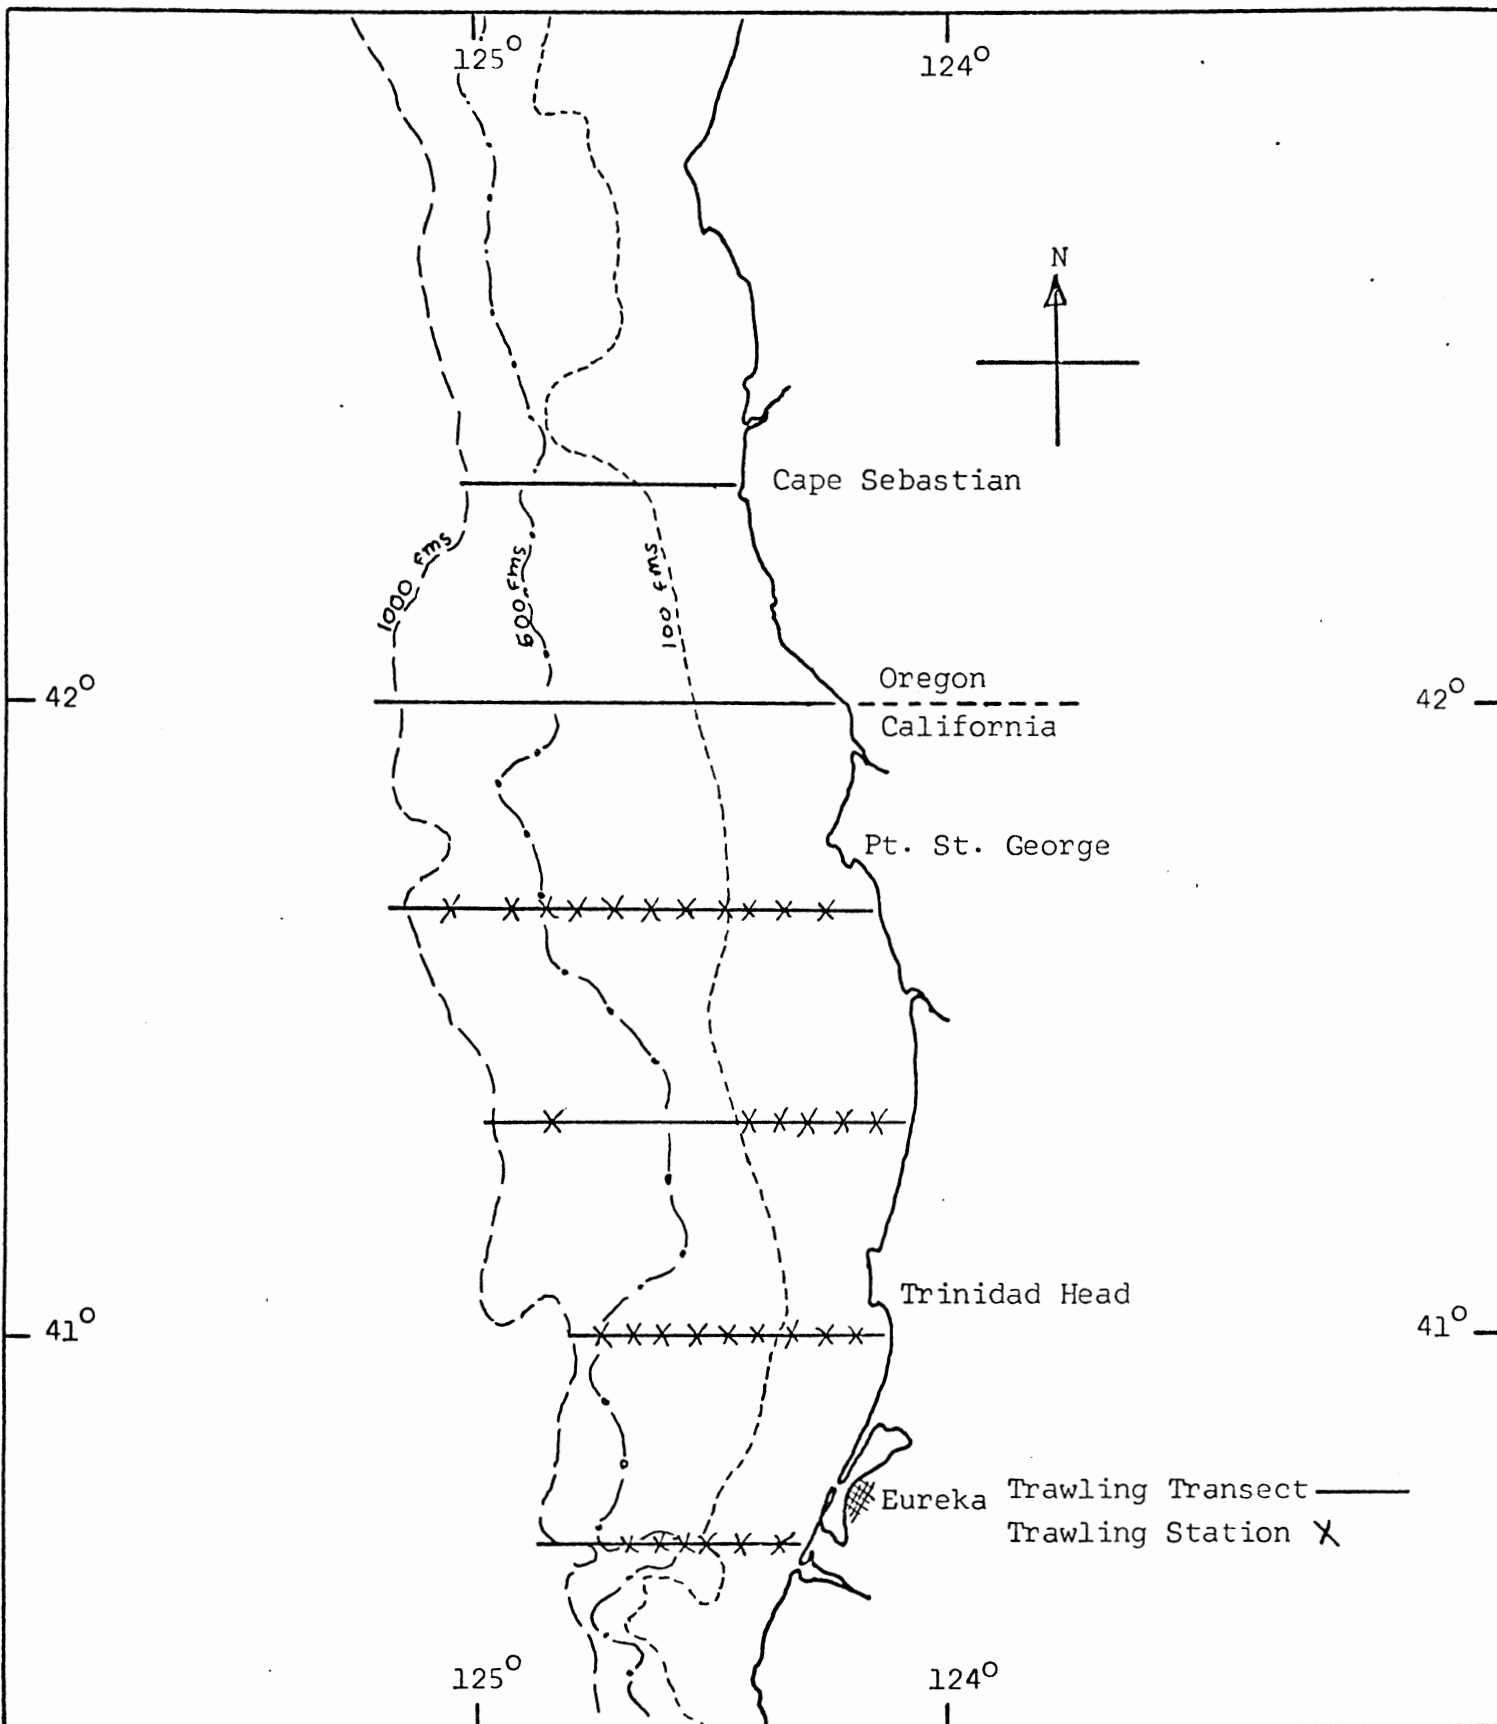 125° 124°
N
Cape Sebastian
1000 fms
500 fms
100 fms
42° Oregon 42°
California
Pt. St. George
Trinidad Head
41° 41°
Eureka
Trawling Transect
Trawling Station X
125° 124°